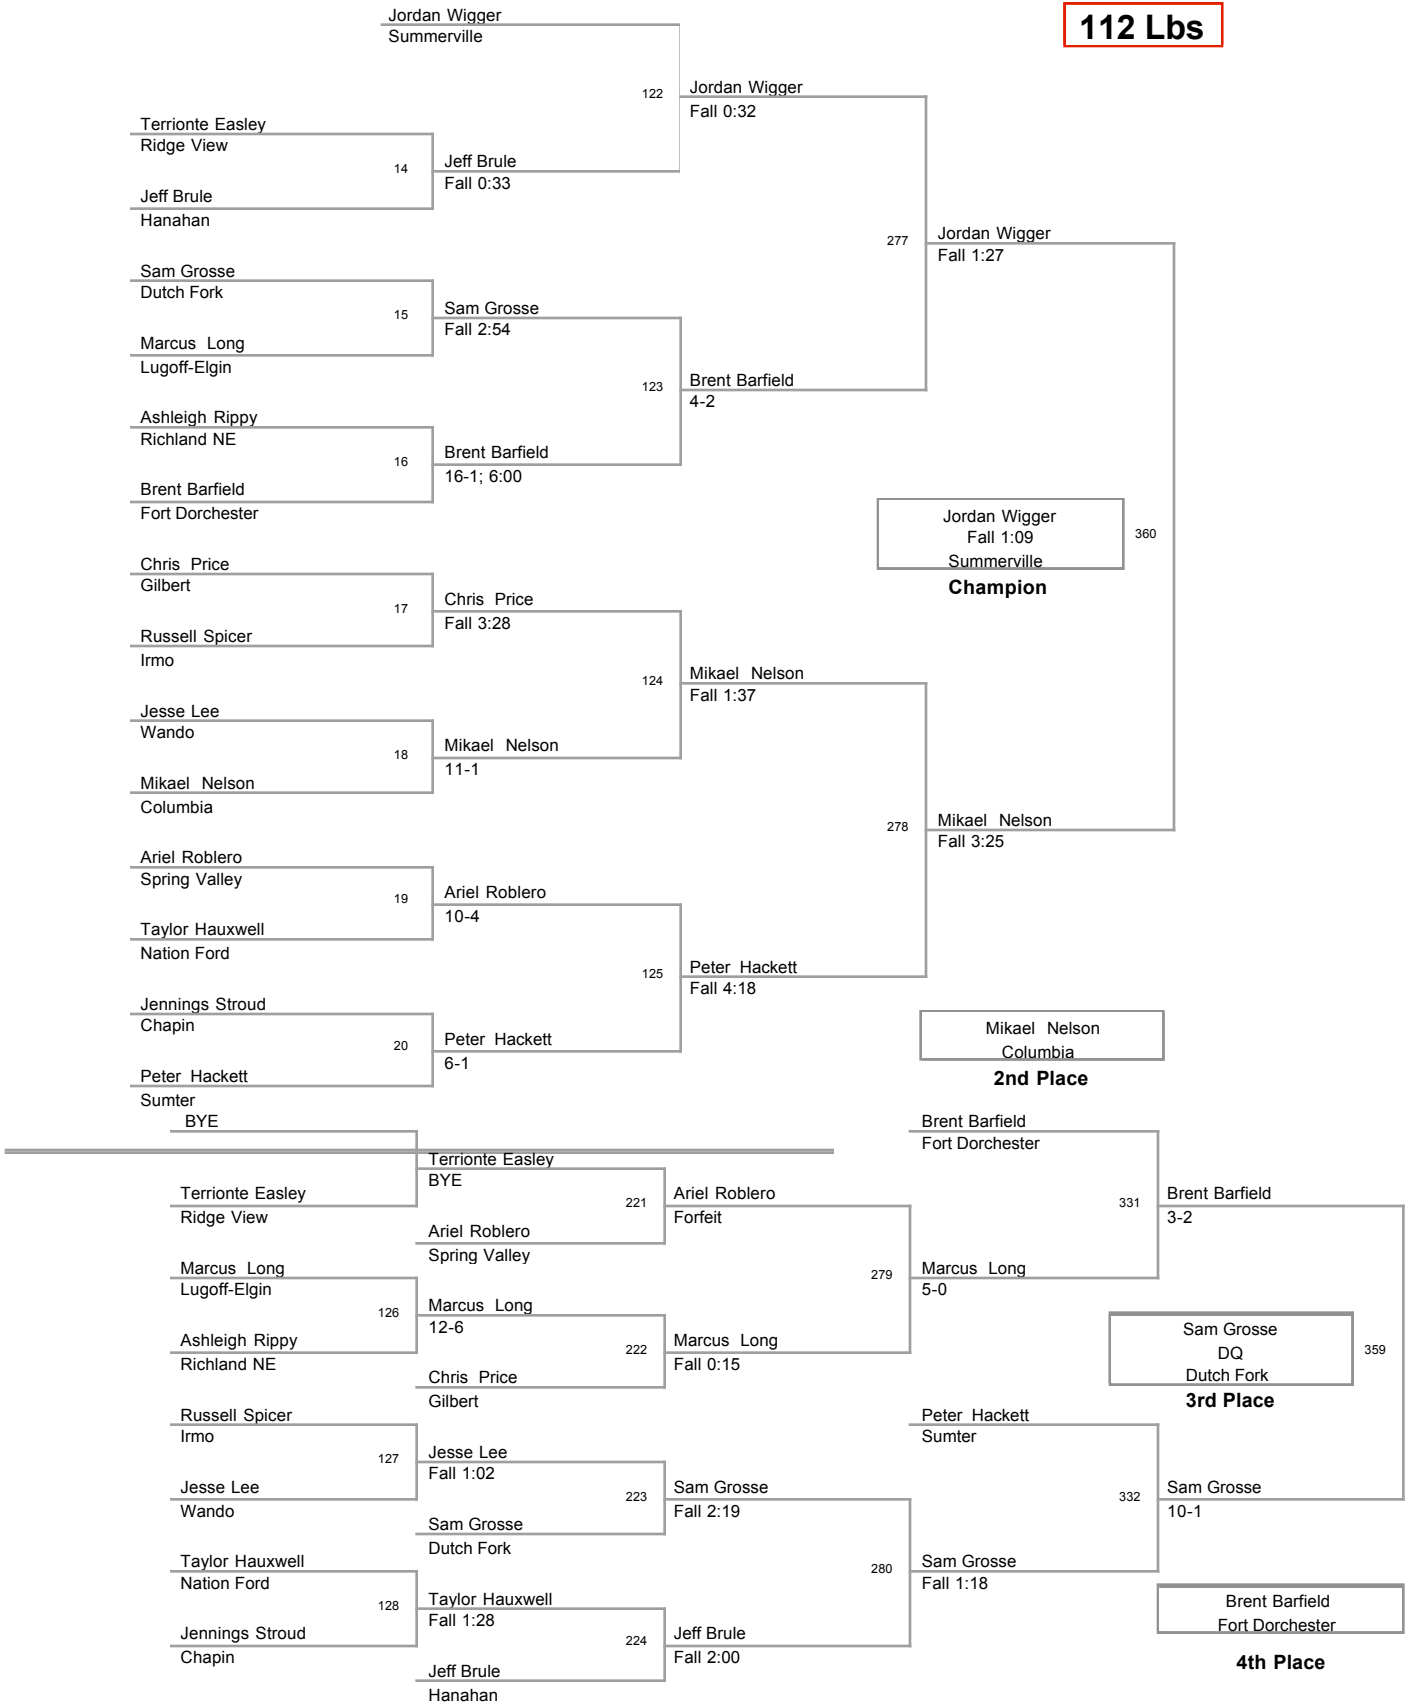 Jordan Wigger
Summerville
112 Lbs
122
Jordan Wigger
Fall 0:32
Terrionte Easley
Ridge View
14
Jeff Brule
Fall 0:33
Jeff Brule
Hanahan
277
Jordan Wigger
Fall 1:27
Sam Grosse
Dutch Fork
15
Sam Grosse
Fall 2:54
Marcus Long
Lugoff-Elgin
123
Brent Barfield
4-2
Ashleigh Rippy
Richland NE
16
Brent Barfield
16-1; 6:00
Brent Barfield
Fort Dorchester
Jordan Wigger
Fall 1:09
Summerville
360
Champion
Chris Price
Gilbert
17
Chris Price
Fall 3:28
Russell Spicer
Irmo
124
Mikael Nelson
Fall 1:37
Jesse Lee
Wando
18
Mikael Nelson
11-1
Mikael Nelson
Columbia
278
Mikael Nelson
Fall 3:25
Ariel Roblero
Spring Valley
19
Ariel Roblero
10-4
Taylor Hauxwell
Nation Ford
125
Peter Hackett
Fall 4:18
Jennings Stroud
Chapin
20
Peter Hackett
6-1
Peter Hackett
Sumter
Mikael Nelson
Columbia
2nd Place
BYE
Terrionte Easley
BYE
Terrionte Easley
Ridge View
221
Ariel Roblero
Forfeit
Ariel Roblero
Spring Valley
Brent Barfield
Fort Dorchester
331
Brent Barfield
3-2
Marcus Long
Lugoff-Elgin
126
Marcus Long
12-6
Ashleigh Rippy
Richland NE
279
Marcus Long
5-0
222
Marcus Long
Fall 0:15
Chris Price
Gilbert
Sam Grosse
DQ
Dutch Fork
359
3rd Place
Russell Spicer
Irmo
127
Jesse Lee
Fall 1:02
Jesse Lee
Wando
223
Sam Grosse
Fall 2:19
Sam Grosse
Dutch Fork
Peter Hackett
Sumter
332
Sam Grosse
10-1
Taylor Hauxwell
Nation Ford
128
Taylor Hauxwell
Fall 1:28
Jennings Stroud
Chapin
280
Sam Grosse
Fall 1:18
224
Jeff Brule
Fall 2:00
Jeff Brule
Hanahan
Brent Barfield
Fort Dorchester
4th Place